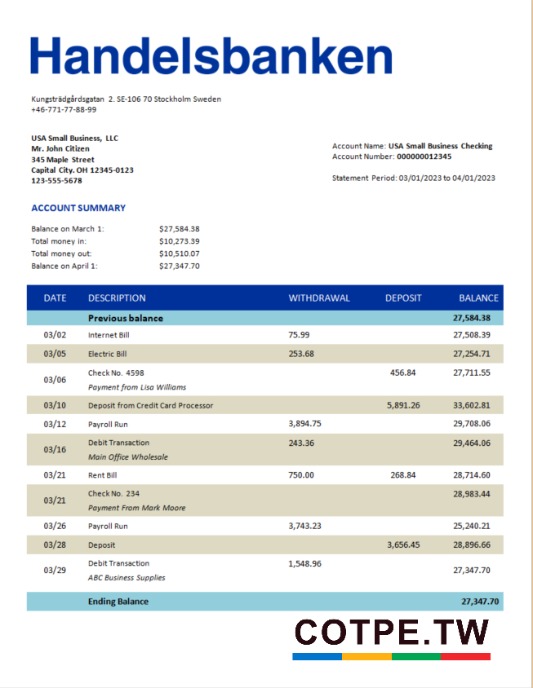 Handelsbanken
Kungsträdgårdsgatan 2. SE-106 70 Stockholm Sweden
+46-771-77-88-99
USA Small Business, LLC
Mr. John Citizen
345 Maple Street
Capital City. OH 12345-0123
123-555-5678
Account Name: USA Small Business Checking
Account Number: 000000012345
Statement Period: 03/01/2023 to 04/01/2023
ACCOUNT SUMMARY
Balance on March 1: $27,584.38
Total money in: $10,273.39
Total money out: $10,510.07
Balance on April 1: $27,347.70
DATE DESCRIPTION WITHDRAWAL DEPOSIT BALANCE
Previous balance 27,584.38
03/02 Internet Bill 75.99 27,508.39
03/05 Electric Bill 253.68 27,254.71
03/06 Check No. 4598 456.84 27,711.55
Payment from Lisa Williams
03/10 Deposit from Credit Card Processor 5,891.26 33,602.81
03/12 Payroll Run 3,894.75 29,708.06
03/16 Debit Transaction 243.36 29,464.06
Main Office Wholesale
03/21 Rent Bill 750.00 268.84 28,714.60
03/21 Check No. 234 28,983.44
Payment From Mark Moore
03/26 Payroll Run 3,743.23 25,240.21
03/28 Deposit 3,656.45 28,896.66
03/29 Debit Transaction 1,548.96 27,347.70
ABC Business Supplies
Ending Balance 27,347.70
COTPE.TW